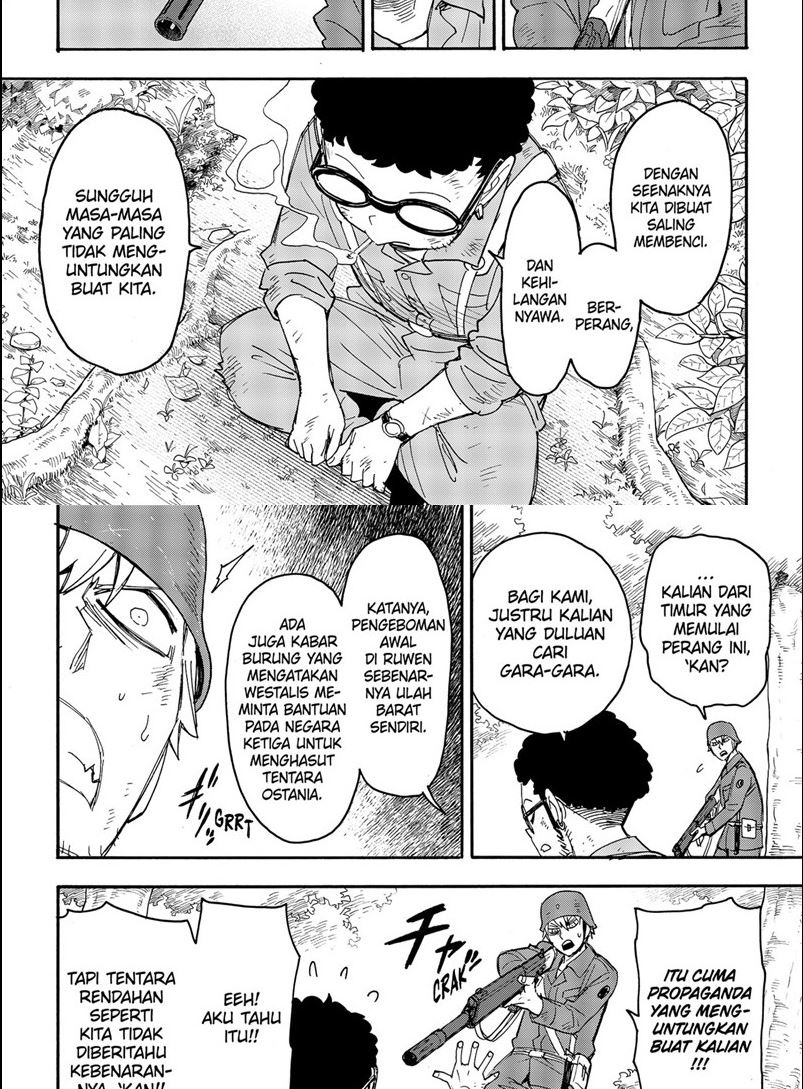 DENGAN
SEENAKNYA
KITA DIBUAT
SALING
MEMBENCI.
BER-
PERANG,
DAN
KEHI-
LANGAN
NYAWA.
SUNGGUH
MASA-MASA
YANG PALING
TIDAK MENG-
UNTUNGKAN
BUAT KITA.
...
KALIAN DARI
TIMUR YANG
MEMULAI
PERANG INI,
'KAN?
BAGI KAMI,
JUSTRU KALIAN
YANG DULUAN
CARI
GARA-GARA.
KATANYA,
PENGEBOMAN
AWAL
DI RUWEN
SEBENAR-
NYA ULAH
BARAT
SENDIRI.
ADA
JUGA KABAR
BURUNG YANG
MENGATAKAN
WESTALIS ME-
MINTA BANTUAN
PADA NEGARA
KETIGA UNTUK
MENGHASUT
TENTARA
OSTANIA.
GRRT
ITU CUMA
PROPAGANDA
YANG MENG-
UNTUNGKAN
BUAT KALIAN
!!!
チャ
CRAK
EEH!
AKU TAHU
ITU!!
TAPI TENTARA
RENDAHAN
SEPERTI
KITA TIDAK
DIBERITAHU
KEBENARAN-
NYA, 'KAN!!